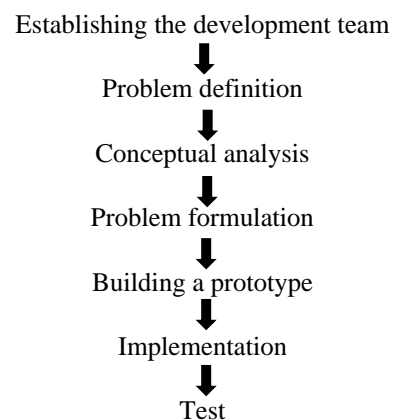 Establishing the development team
Problem definition
Conceptual analysis
Problem formulation
Building a prototype
Implementation
Test